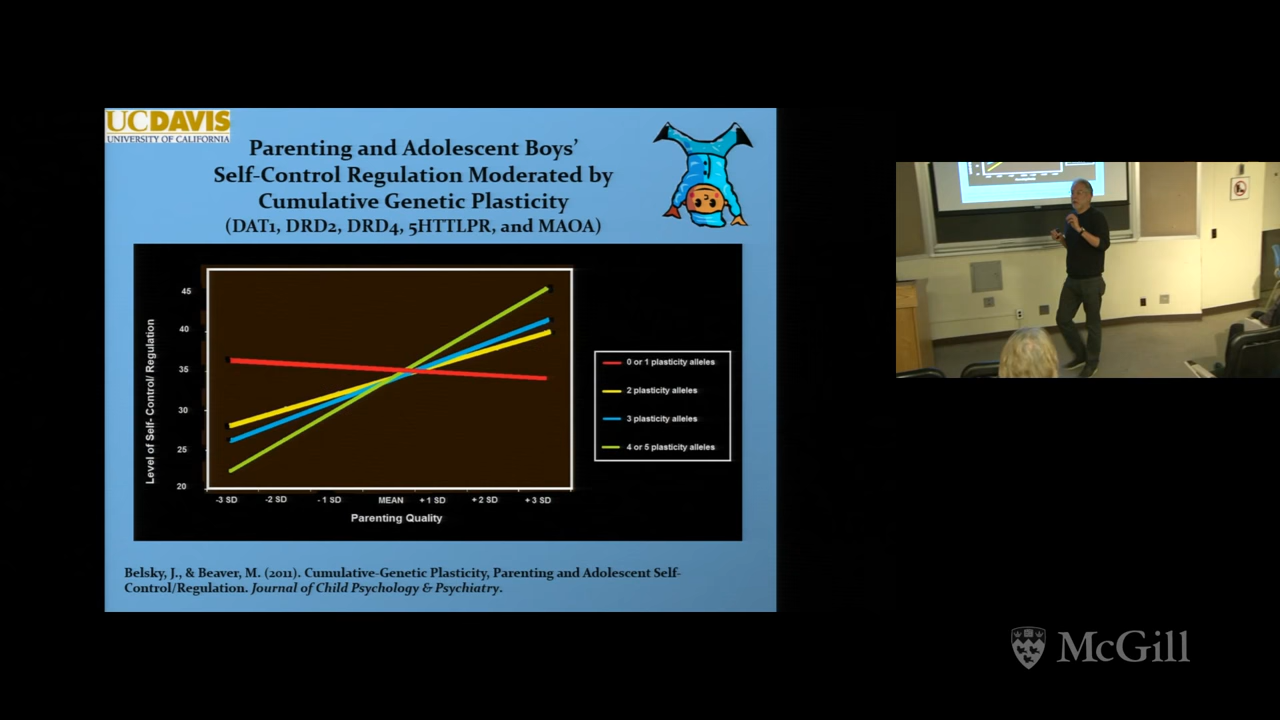 UCDAVIS
UNIVERSITY OF CALIFORNIA
Parenting and Adolescent Boys'
Self-Control Regulation Moderated by
Cumulative Genetic Plasticity
(DAT1, DRD2, DRD4, 5HTTLPR, and MAOA)
Level of Self- Control/ Regulation
45
40
35
30
25
20
-3 SD
-2 SD
- 1 SD
MEAN
+ 1 SD
+ 2 SD
+ 3 SD
Parenting Quality
0 or 1 plasticity alleles
2 plasticity alleles
3 plasticity alleles
4 or 5 plasticity alleles
Belsky, J., & Beaver, M. (2011). Cumulative-Genetic Plasticity, Parenting and Adolescent Self-
Control/Regulation. Journal of Child Psychology & Psychiatry.
McGill